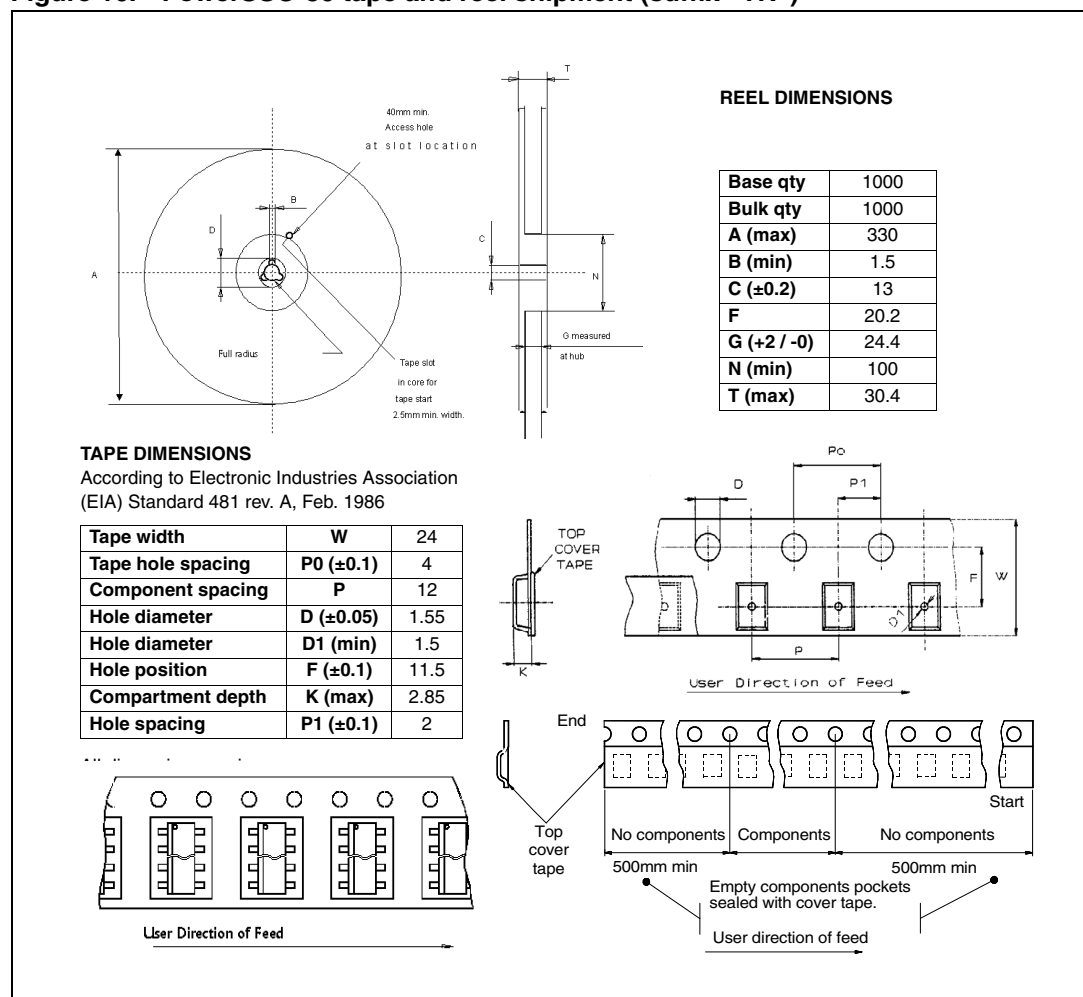 40mm min.
Access hole
at slot location
T
B
D
C
A
N
Full radius
G measured
at hub
Tape slot
in core for
tape start
2.5mm min. width.
REEL DIMENSIONS
Base qty 1000
Bulk qty 1000
A (max) 330
B (min) 1.5
C (±0.2) 13
F 20.2
G (+2 / -0) 24.4
N (min) 100
T (max) 30.4
TAPE DIMENSIONS
According to Electronic Industries Association
(EIA) Standard 481 rev. A, Feb. 1986
Tape width W 24
Tape hole spacing P0 (±0.1) 4
Component spacing P 12
Hole diameter D (±0.05) 1.55
Hole diameter D1 (min) 1.5
Hole position F (±0.1) 11.5
Compartment depth K (max) 2.85
Hole spacing P1 (±0.1) 2
TOP
COVER
TAPE
K
Po
D
P1
F
W
D1
P
User Direction of Feed
End
Start
Top
cover
tape
No components
Components
No components
500mm min
500mm min
Empty components pockets
sealed with cover tape.
User direction of feed
User Direction of Feed